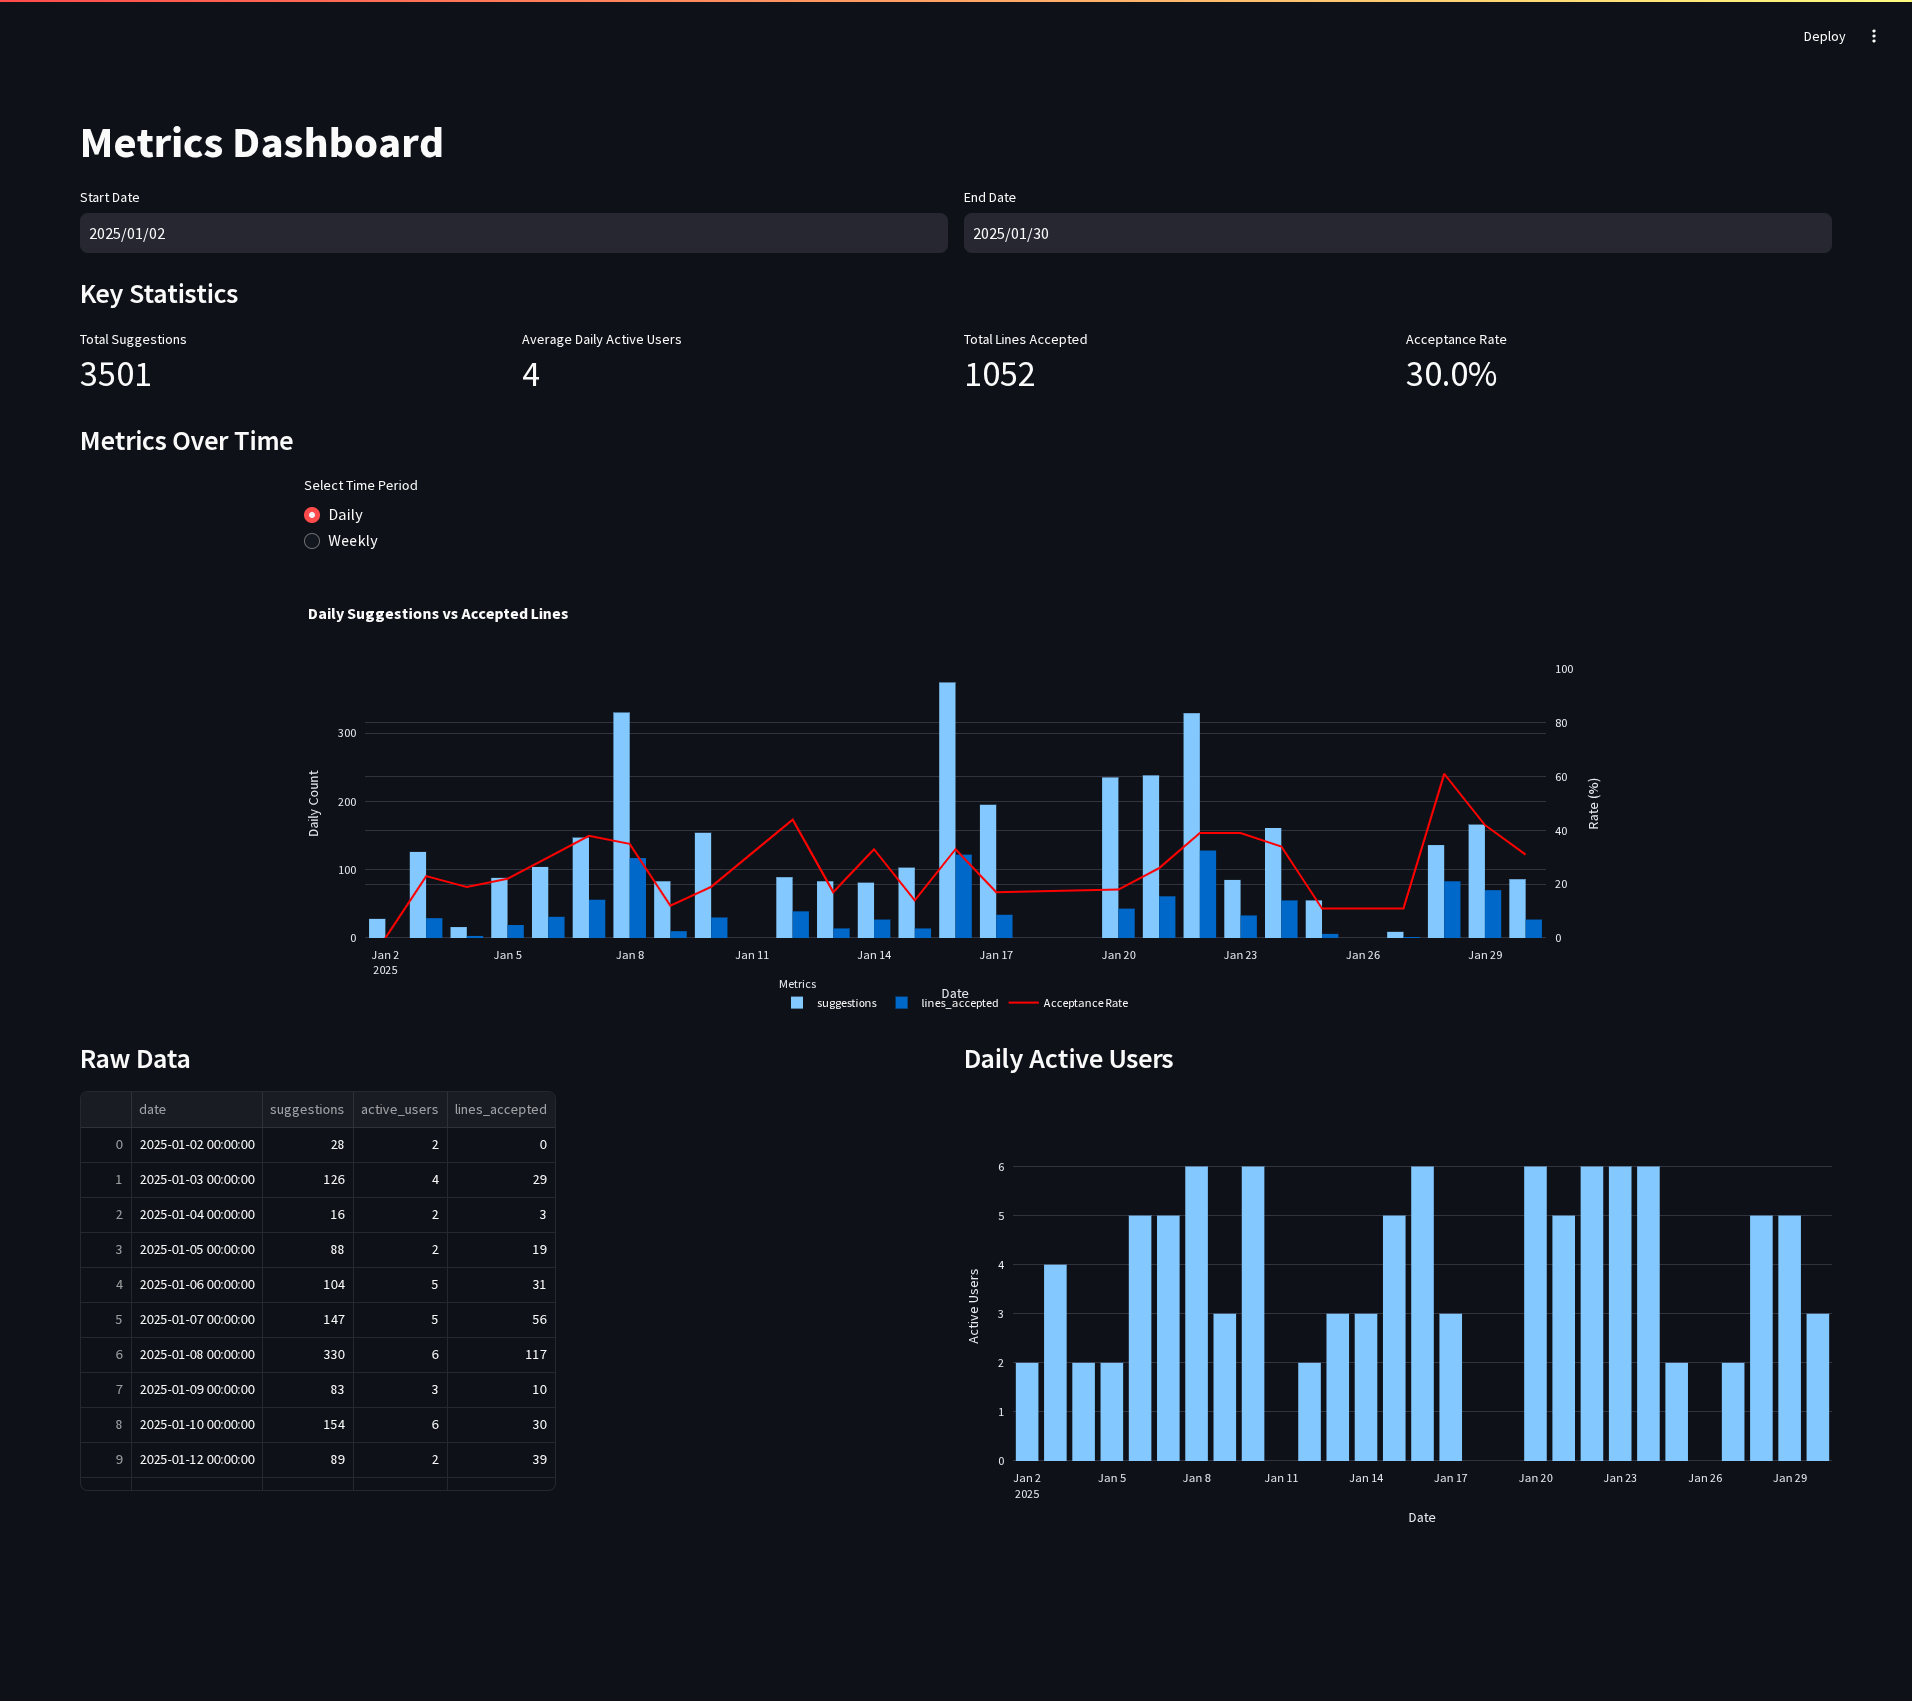 Deploy
Metrics Dashboard
Start Date
End Date
2025/01/02
2025/01/30
Key Statistics
Total Suggestions
Average Daily Active Users
Total Lines Accepted
Acceptance Rate
3501
4
1052
30.0%
Metrics Over Time
Select Time Period
Daily
Weekly
Daily Suggestions vs Accepted Lines
Daily Count
300
200
100
0
100
80
60
40
20
0
Rate (%)
Jan 2 Jan 5 Jan 8 Jan 11 Jan 14 Jan 17 Jan 20 Jan 23 Jan 26 Jan 29
2025
Date
Metrics
suggestions lines_accepted Acceptance Rate
Raw Data
date suggestions active_users lines_accepted
0 2025-01-02 00:00:00 28 2 0
1 2025-01-03 00:00:00 126 4 29
2 2025-01-04 00:00:00 16 2 3
3 2025-01-05 00:00:00 88 2 19
4 2025-01-06 00:00:00 104 5 31
5 2025-01-07 00:00:00 147 5 56
6 2025-01-08 00:00:00 330 6 117
7 2025-01-09 00:00:00 83 3 10
8 2025-01-10 00:00:00 154 6 30
9 2025-01-12 00:00:00 89 2 39
Daily Active Users
Active Users
6
5
4
3
2
1
0
Jan 2 Jan 5 Jan 8 Jan 11 Jan 14 Jan 17 Jan 20 Jan 23 Jan 26 Jan 29
2025
Date